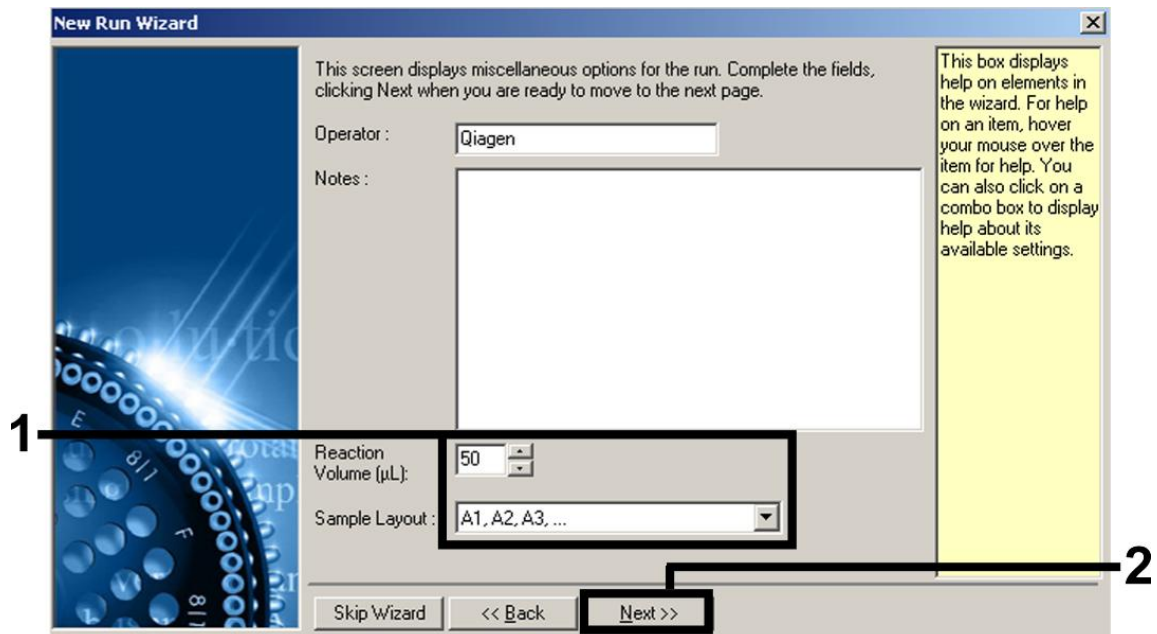 New Run Wizard
This screen displays miscellaneous options for the run. Complete the fields,
clicking Next when you are ready to move to the next page.
Operator :
Qiagen
Notes :
Reaction
Volume (µL):
50
Sample Layout :
A1, A2, A3, ...
Skip Wizard
<< Back
Next >>
This box displays
help on elements in
the wizard. For help
on an item, hover
your mouse over the
item for help. You
can also click on a
combo box to display
help about its
available settings.
1
2
E
8|1
F
8|1